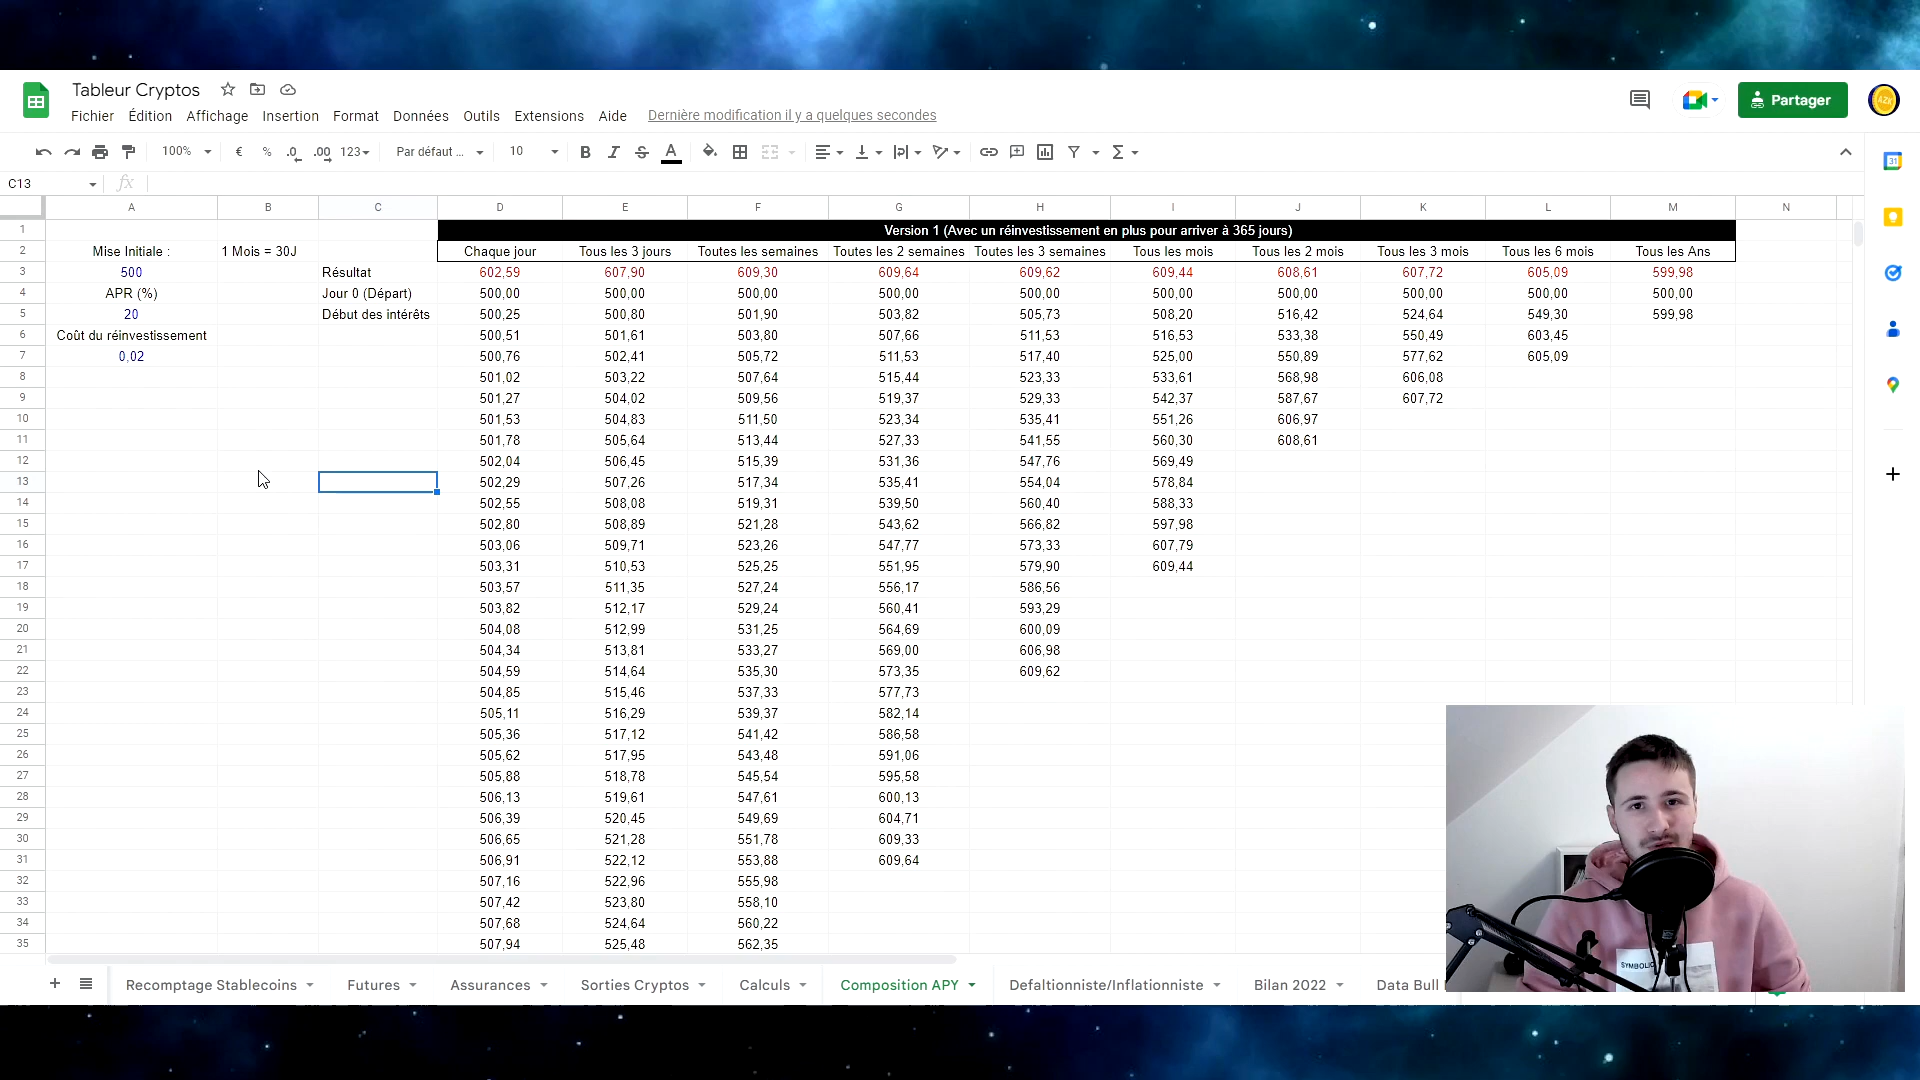 Tableur Cryptos
Partager
Fichier Édition Affichage Insertion Format Données Outils Extensions Aide Dernière modification il y a quelques secondes
100% € % .0 .00 123 Par défaut ... 10 B I S A Σ
31
C13 fx
A B C D E F G H I J K L M N
1 Version 1 (Avec un réinvestissement en plus pour arriver à 365 jours)
2 Mise Initiale : 1 Mois = 30J Chaque jour Tous les 3 jours Toutes les semaines Toutes les 2 semaines Toutes les 3 semaines Tous les mois Tous les 2 mois Tous les 3 mois Tous les 6 mois Tous les Ans
3 500 Résultat 602,59 607,90 609,30 609,64 609,62 609,44 608,61 607,72 605,09 599,98
4 APR (%) Jour 0 (Départ) 500,00 500,00 500,00 500,00 500,00 500,00 500,00 500,00 500,00 500,00
5 20 Début des intérêts 500,25 500,80 501,90 503,82 505,73 508,20 516,42 524,64 549,30 599,98
6 Coût du réinvestissement 500,51 501,61 503,80 507,66 511,53 516,53 533,38 550,49 603,45
7 0,02 500,76 502,41 505,72 511,53 517,40 525,00 550,89 577,62 605,09
8 501,02 503,22 507,64 515,44 523,33 533,61 568,98 606,08
9 501,27 504,02 509,56 519,37 529,33 542,37 587,67 607,72
10 501,53 504,83 511,50 523,34 535,41 551,26 606,97
11 501,78 505,64 513,44 527,33 541,55 560,30 608,61
12 502,04 506,45 515,39 531,36 547,76 569,49
13 502,29 507,26 517,34 535,41 554,04 578,84
14 502,55 508,08 519,31 539,50 560,40 588,33
15 502,80 508,89 521,28 543,62 566,82 597,98
16 503,06 509,71 523,26 547,77 573,33 607,79
17 503,31 510,53 525,25 551,95 579,90 609,44
18 503,57 511,35 527,24 556,17 586,56
19 503,82 512,17 529,24 560,41 593,29
20 504,08 512,99 531,25 564,69 600,09
21 504,34 513,81 533,27 569,00 606,98
22 504,59 514,64 535,30 573,35 609,62
23 504,85 515,46 537,33 577,73
24 505,11 516,29 539,37 582,14
25 505,36 517,12 541,42 586,58
26 505,62 517,95 543,48 591,06
27 505,88 518,78 545,54 595,58
28 506,13 519,61 547,61 600,13
29 506,39 520,45 549,69 604,71
30 506,65 521,28 551,78 609,33
31 506,91 522,12 553,88 609,64
32 507,16 522,96 555,98
33 507,42 523,80 558,10
34 507,68 524,64 560,22
35 507,94 525,48 562,35
Recomptage Stablecoins Futures Assurances Sorties Cryptos Calculs Composition APY Defaltionniste/Inflationniste Bilan 2022 Data Bull